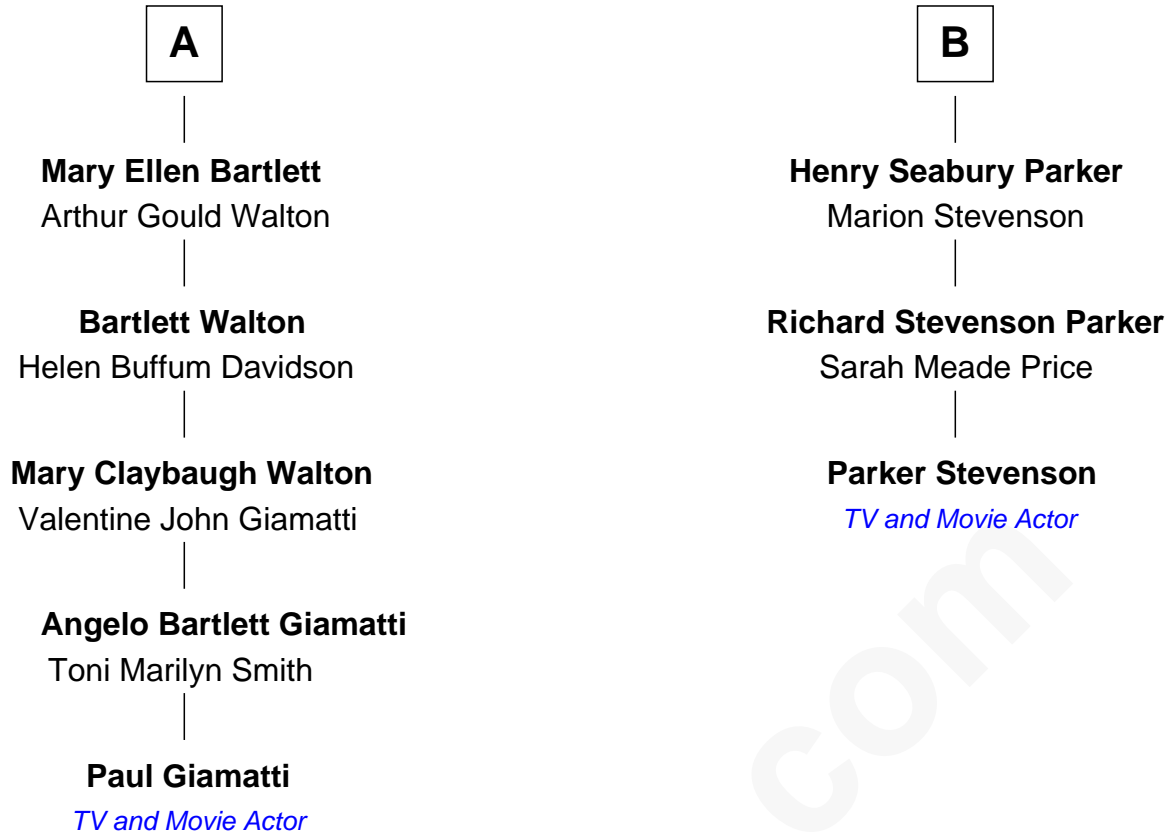 A
Mary Ellen Bartlett
Arthur Gould Walton
Bartlett Walton
Helen Buffum Davidson
Mary Claybaugh Walton
Valentine John Giamatti
Angelo Bartlett Giamatti
Toni Marilyn Smith
Paul Giamatti
TV and Movie Actor
B
Henry Seabury Parker
Marion Stevenson
Richard Stevenson Parker
Sarah Meade Price
Parker Stevenson
TV and Movie Actor
com